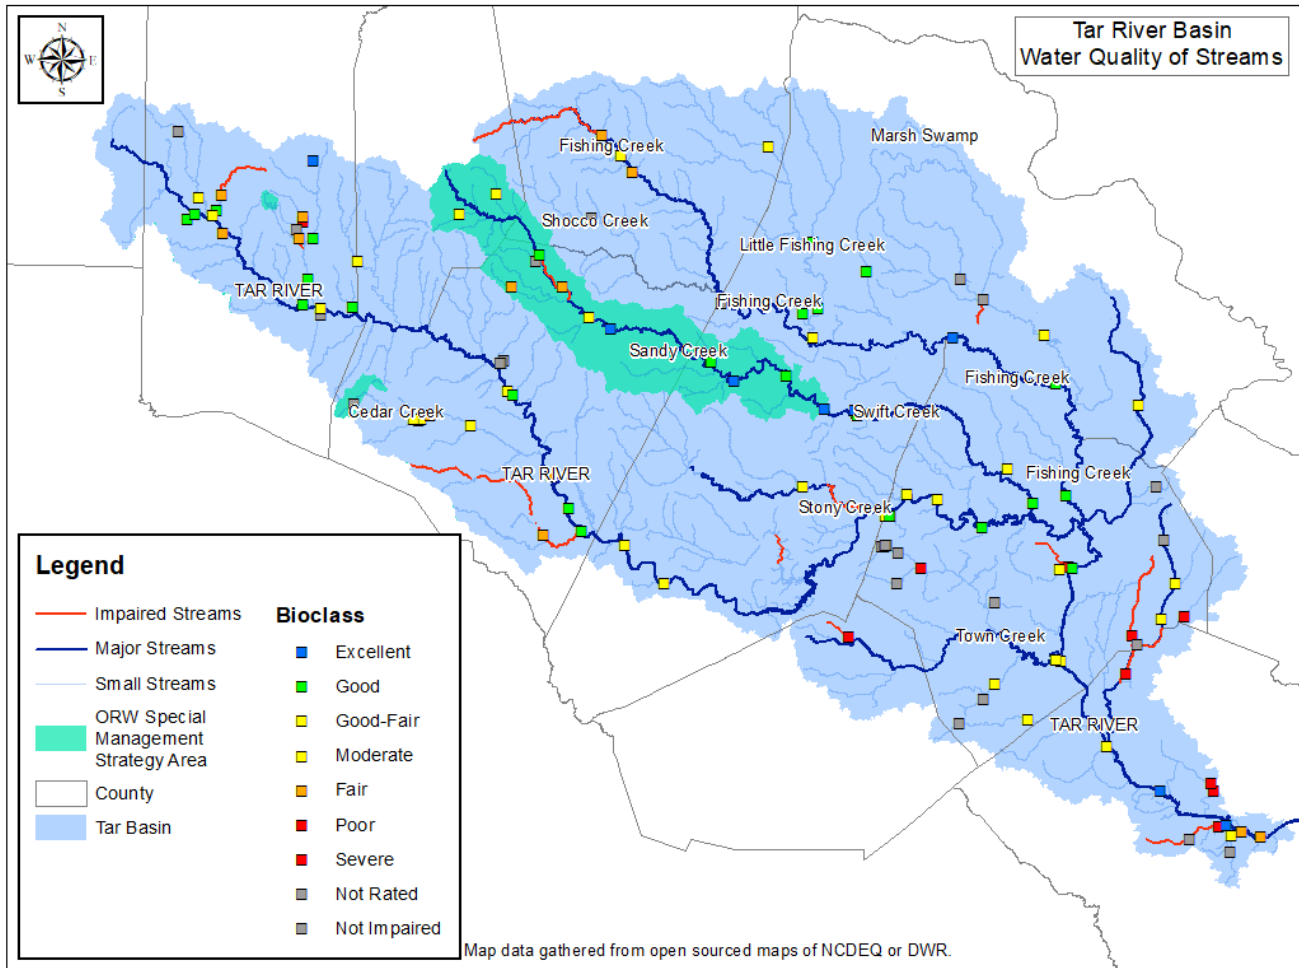 N
W E
S
Tar River Basin
Water Quality of Streams
Marsh Swamp
Fishing Creek
Shocco Creek
Little Fishing Creek
TAR RIVER
Fishing Creek
Sandy Creek
Fishing Creek
Cedar Creek
Swift Creek
TAR RIVER
Fishing Creek
Stony Creek
Town Creek
TAR RIVER
Legend
Impaired Streams
Major Streams
Small Streams
ORW Special
Management
Strategy Area
County
Tar Basin
Bioclass
Excellent
Good
Good-Fair
Moderate
Fair
Poor
Severe
Not Rated
Not Impaired
Map data gathered from open sourced maps of NCDEQ or DWR.